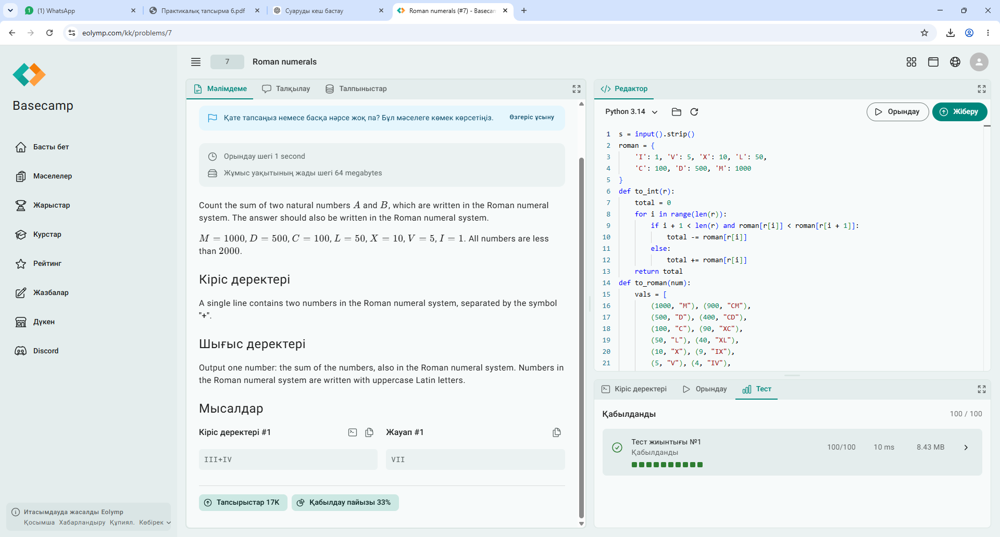 (1) WhatsApp
Практикалық тапсырма 6.pdf
Суаруды кеш бастау
Roman numerals (#7) - Basecam
eolymp.com/kk/problems/7
Basecamp
Басты бет
Мәселелер
Жарыстар
Курстар
Рейтинг
Жазбалар
Дүкен
Discord
Итасымдауда жасалды Eolymp
Қосымша Хабарландыру Құпиял. Көбірек
7
Roman numerals
Мәлімдеме
Талқылау
Талпыныстар
Қате тапсаңыз немесе басқа нәрсе жоқ па? Бұл мәселеге көмек көрсетіңіз.
Өзгеріс ұсыну
Орындау шегі 1 second
Жұмыс уақытының жады шегі 64 megabytes
Count the sum of two natural numbers A and B, which are written in the Roman numeral
system. The answer should also be written in the Roman numeral system.
M = 1000, D = 500, C = 100, L = 50, X = 10, V = 5, I = 1. All numbers are less
than 2000.
Кіріс деректері
A single line contains two numbers in the Roman numeral system, separated by the symbol
"+".
Шығыс деректері
Output one number: the sum of the numbers, also in the Roman numeral system. Numbers in
the Roman numeral system are written with uppercase Latin letters.
Мысалдар
Кіріс деректері #1
Жауап #1
III+IV
VII
Тапсырыстар 17K
Қабылдау пайызы 33%
Редактор
Python 3.14
Орындау
Жіберу
1 s = input().strip()
2 roman = {
3     'I': 1, 'V': 5, 'X': 10, 'L': 50,
4     'C': 100, 'D': 500, 'M': 1000
5 }
6 def to_int(r):
7     total = 0
8     for i in range(len(r)):
9         if i + 1 < len(r) and roman[r[i]] < roman[r[i + 1]]:
10             total -= roman[r[i]]
11         else:
12             total += roman[r[i]]
13     return total
14 def to_roman(num):
15     vals = [
16         (1000, "M"), (900, "CM"),
17         (500, "D"), (400, "CD"),
18         (100, "C"), (90, "XC"),
19         (50, "L"), (40, "XL"),
20         (10, "X"), (9, "IX"),
21         (5, "V"), (4, "IV"),
Кіріс деректері
Орындау
Тест
Қабылданды
100 / 100
Тест жиынтығы №1
Қабылданды
100/100
10 ms
8.43 MB